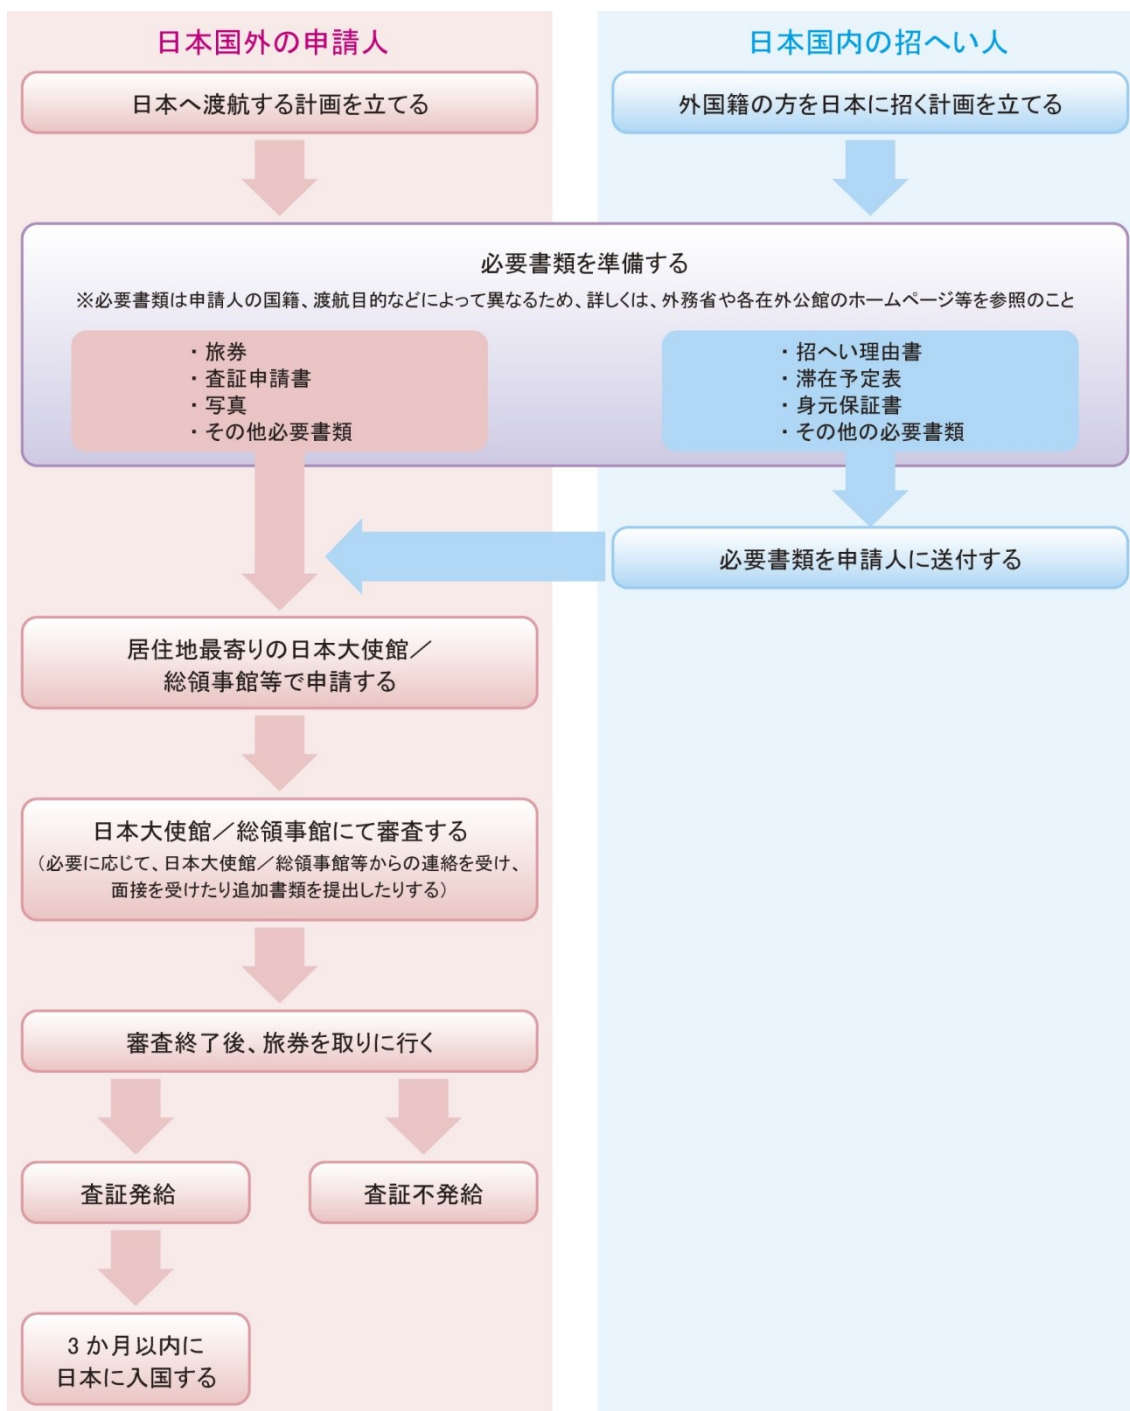 日本国外の申請人
日本国内の招へい人
日本へ渡航する計画を立てる
外国籍の方を日本に招く計画を立てる
必要書類を準備する
※必要書類は申請人の国籍、渡航目的などによって異なるため、詳しくは、外務省や各在外公館のホームページ等を参照のこと
・旅券
・査証申請書
・写真
・その他必要書類
・招へい理由書
・滞在予定表
・身元保証書
・その他の必要書類
必要書類を申請人に送付する
居住地最寄りの日本大使館／
総領事館等で申請する
日本大使館／総領事館にて審査する
（必要に応じて、日本大使館／総領事館等からの連絡を受け、
面接を受けたり追加書類を提出したりする）
審査終了後、旅券を取りに行く
査証発給
査証不発給
3か月以内に
日本に入国する